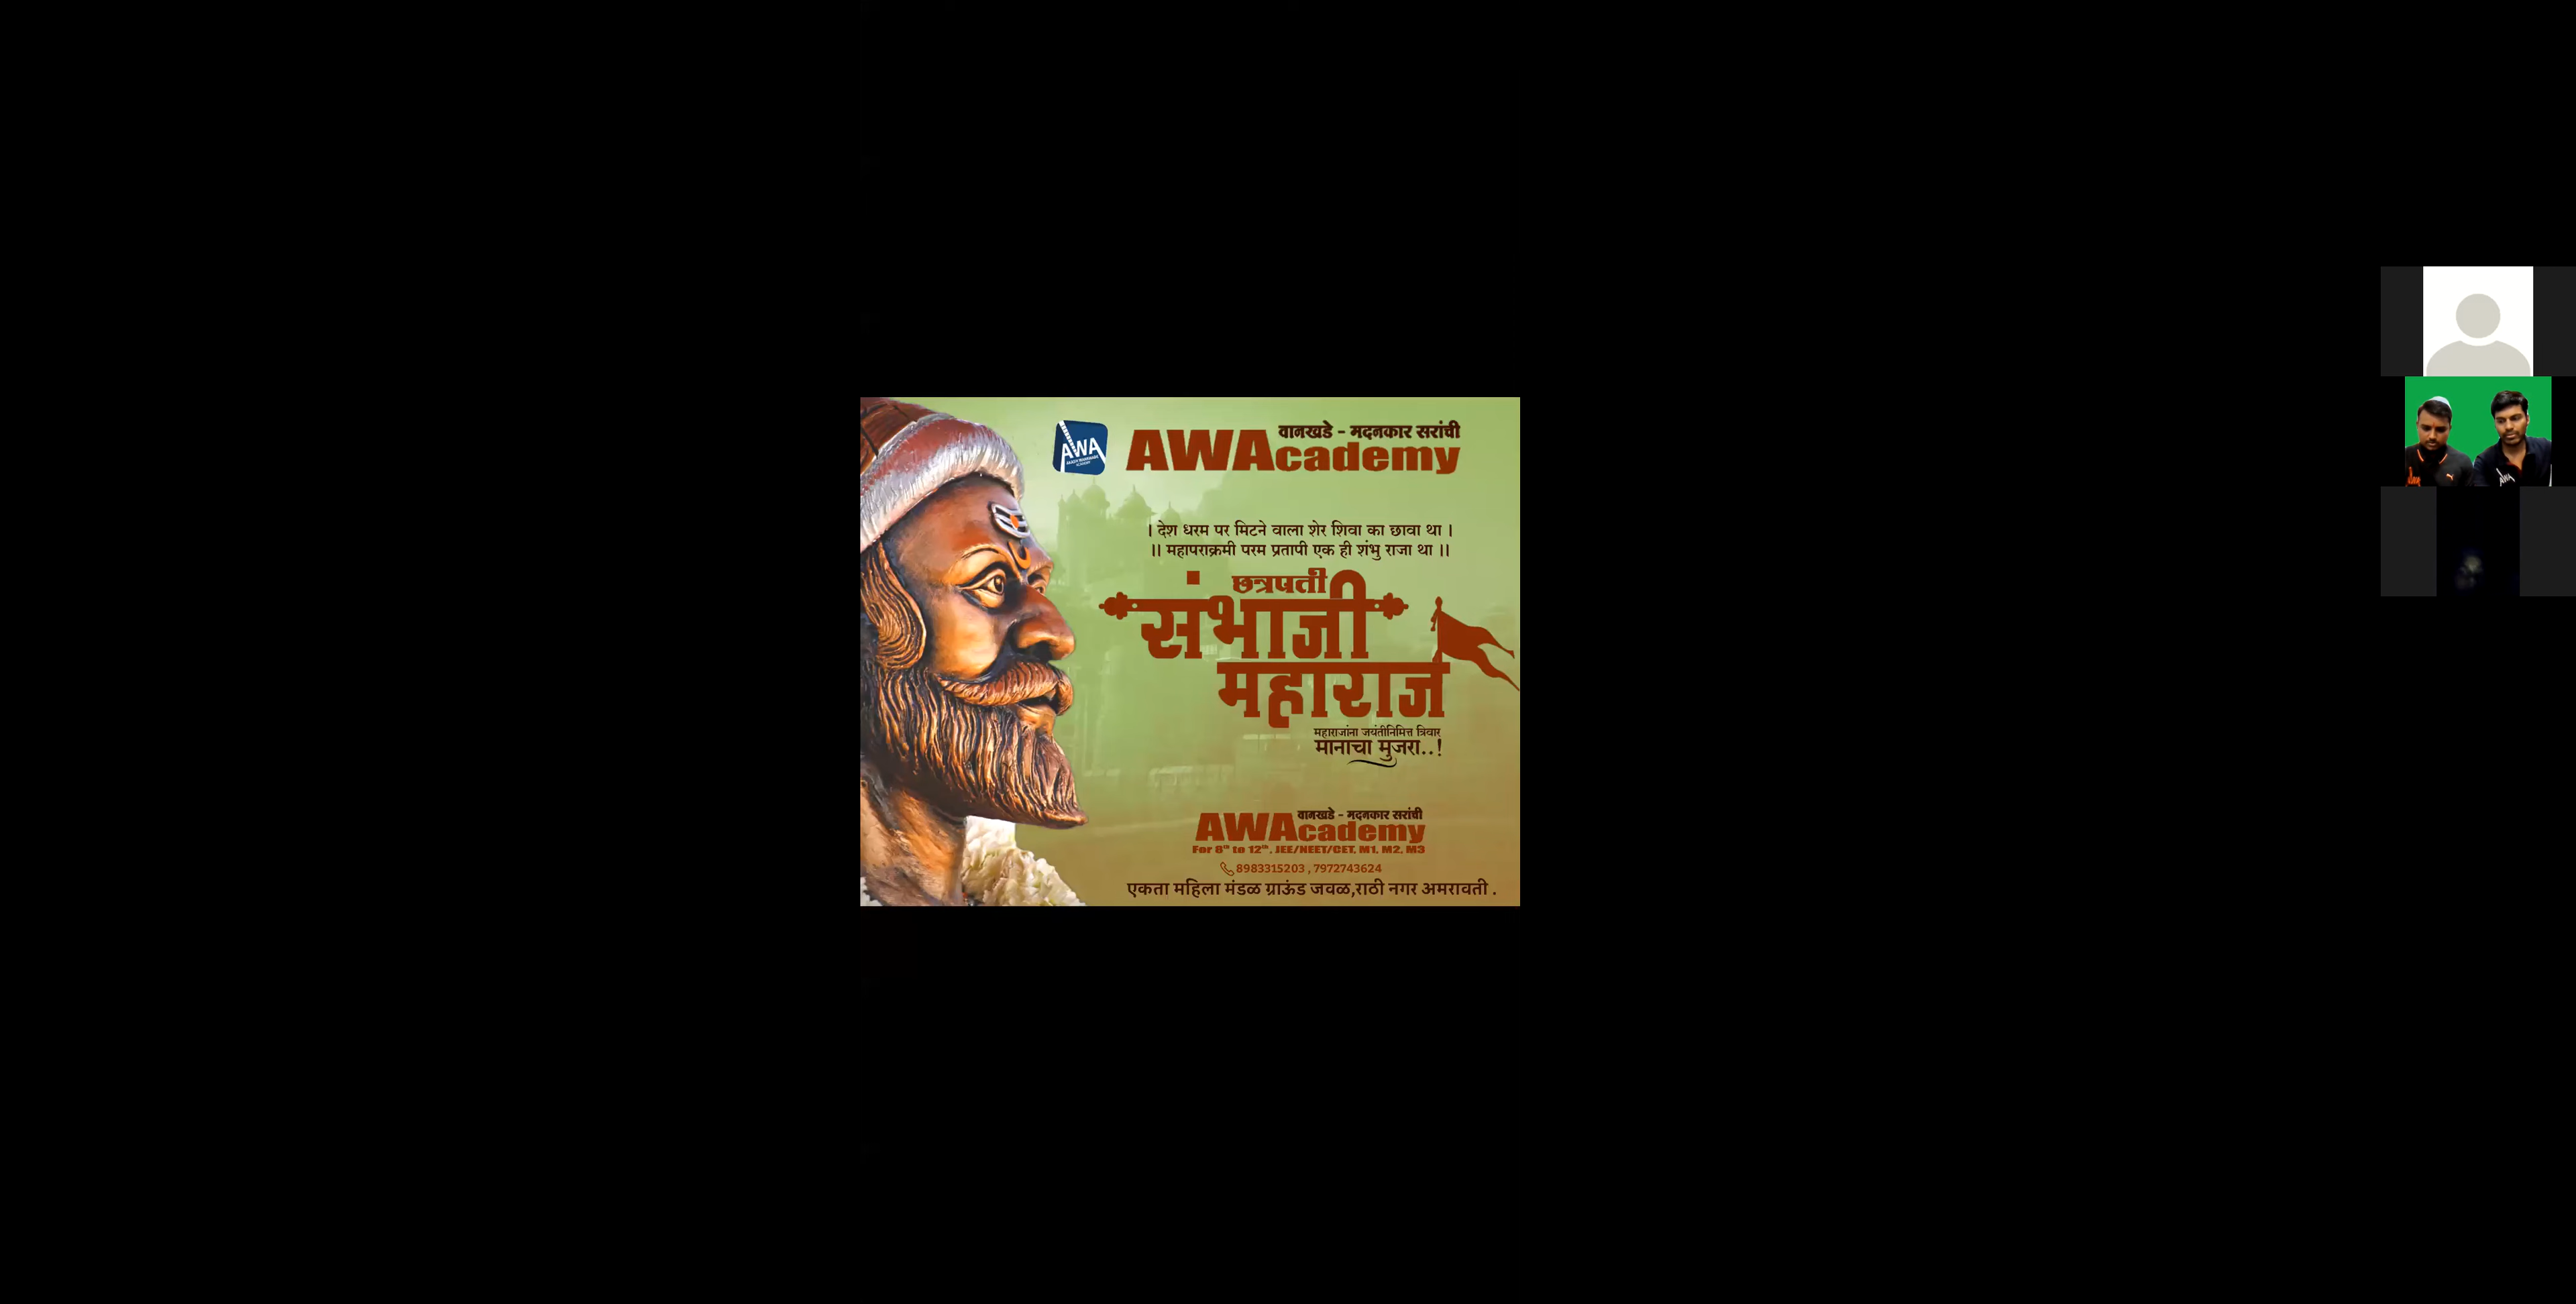 वानखडे - मदनकार सरांची
AWAcademy
AWA
। देश धरम पर मिटने वाला शेर शिवा का छावा था ।
॥ महापराक्रमी परम प्रतापी एक ही शंभु राजा था ॥
छत्रपती
संभाजी
महाराज
महाराजांना जयंतीनिमित्त त्रिवार
मानाचा मुजरा..!
वानखडे - मदनकार सरांची
AWAcademy
For 8th to 12th, JEE/NEET/CET, M1, M2, M3
8983315203 , 7972743624
एकता महिला मंडळ ग्राऊंड जवळ,राठी नगर अमरावती .